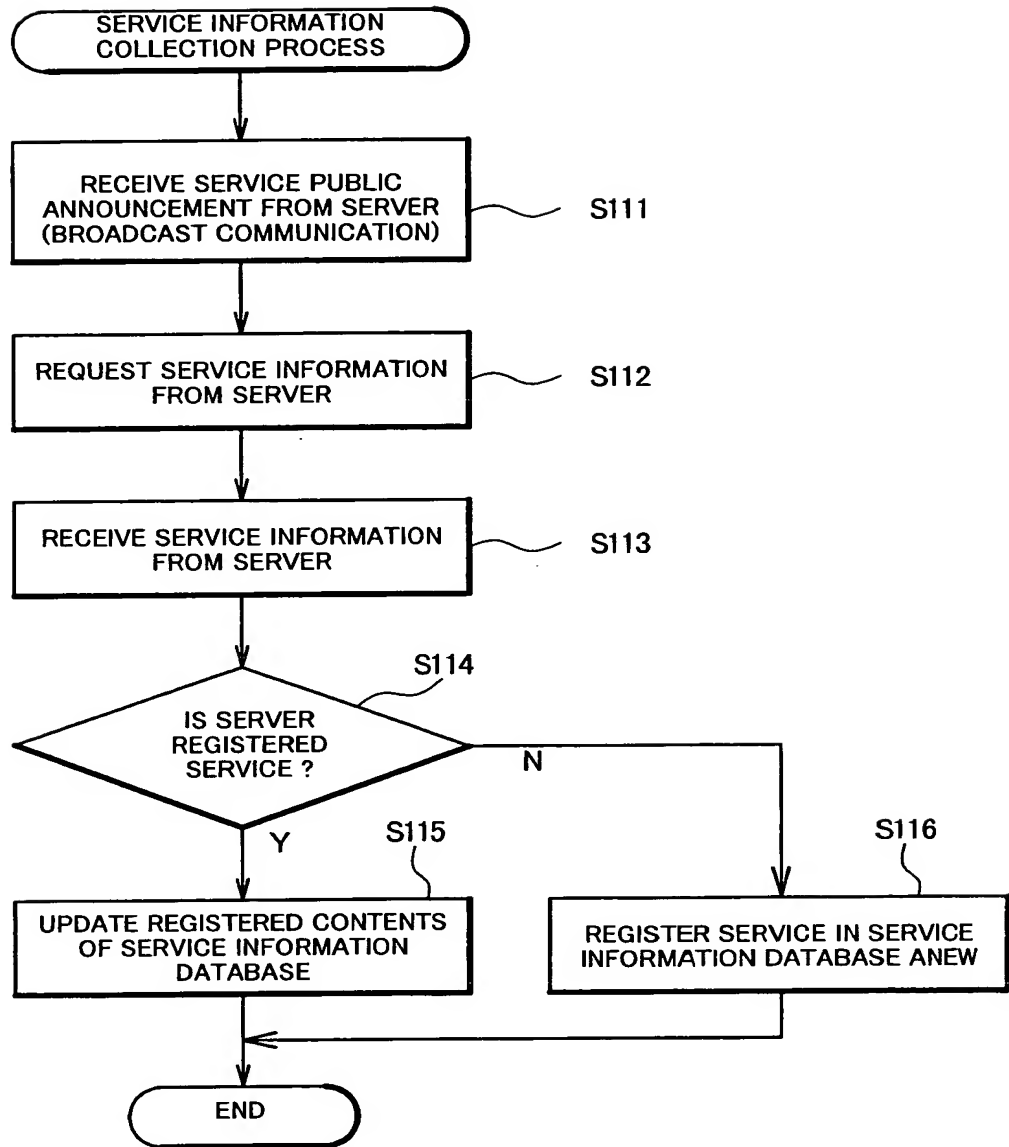 SERVICE INFORMATION
COLLECTION PROCESS
RECEIVE SERVICE PUBLIC
ANNOUNCEMENT FROM SERVER
(BROADCAST COMMUNICATION)
S111
REQUEST SERVICE INFORMATION
FROM SERVER
S112
RECEIVE SERVICE INFORMATION
FROM SERVER
S113
S114
IS SERVER
REGISTERED
SERVICE ?
N
Y
S115
UPDATE REGISTERED CONTENTS
OF SERVICE INFORMATION
DATABASE
S116
REGISTER SERVICE IN SERVICE
INFORMATION DATABASE ANEW
END